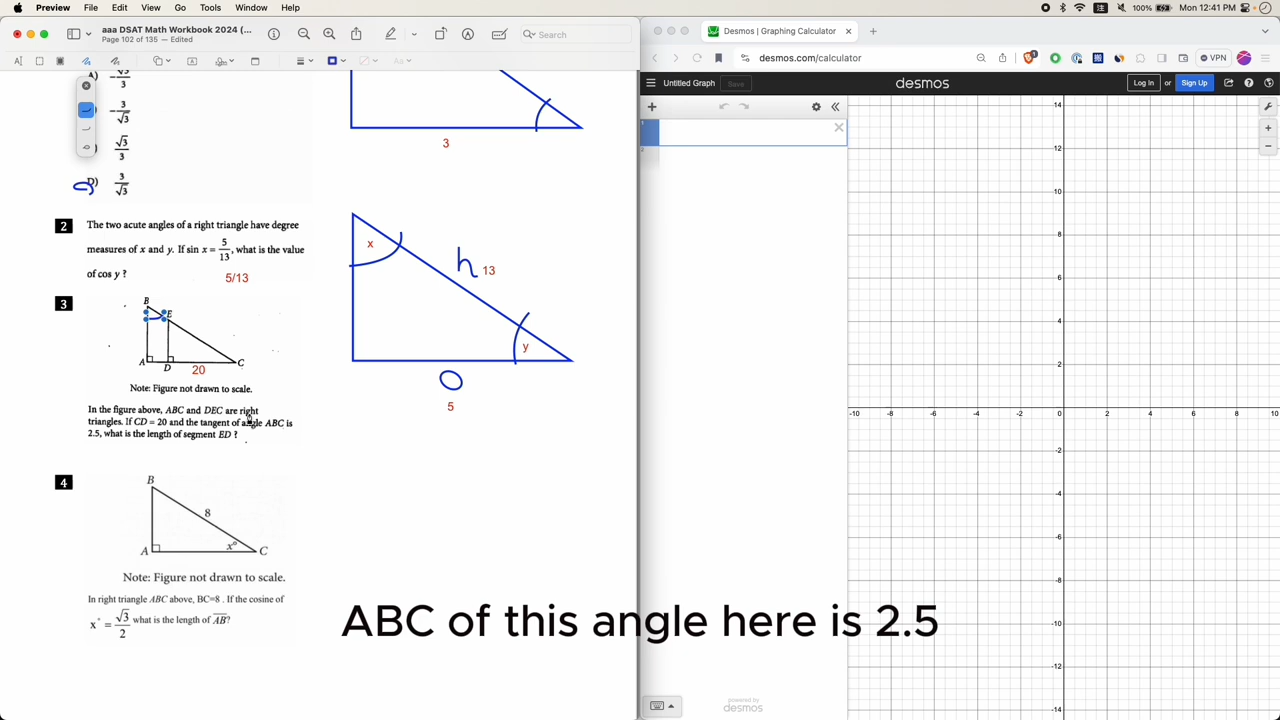 Preview File Edit View Go Tools Window Help 100% Mon 12:41 PM
aaa DSAT Math Workbook 2024 (...
Page 102 of 135 — Edited
Search
Desmos | Graphing Calculator
desmos.com/calculator
VPN
Untitled Graph Save
desmos
Log In or Sign Up
A) -√3/3
-3/√3
) √3/3
D) 3/√3
3
2 The two acute angles of a right triangle have degree
measures of x and y. If sin x = 5/13, what is the value
of cos y ?
5/13
x
h 13
y
O
5
3
B
E
A
D
C
20
Note: Figure not drawn to scale.
In the figure above, ABC and DEC are right
triangles. If CD = 20 and the tangent of angle ABC is
2.5, what is the length of segment ED ?
4
B
8
A
x°
C
Note: Figure not drawn to scale.
In right triangle ABC above, BC=8 . If the cosine of
x° = √3/2 what is the length of AB?
ABC of this angle here is 2.5
1
2
14
12
10
8
6
4
2
-10 -8 -6 -4 -2 0 2 4 6 8 10
-2
-4
-6
-8
-10
-12
-14
powered by
desmos